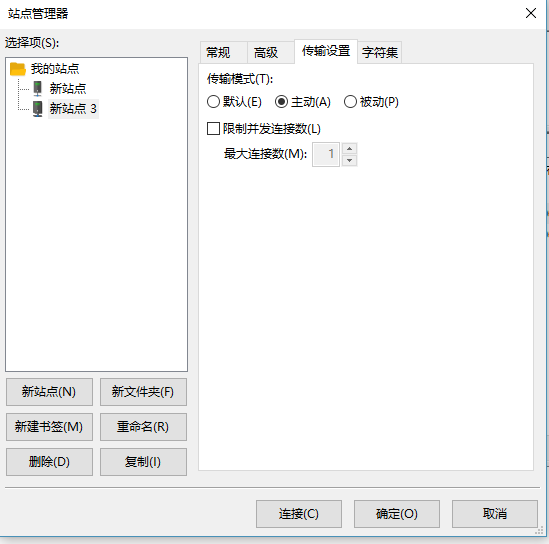 站点管理器
选择项(S):
我的站点
新站点
新站点 3
新站点(N) 新文件夹(F)
新建书签(M) 重命名(R)
删除(D) 复制(I)
常规 高级 传输设置 字符集
传输模式(T):
默认(E) 主动(A) 被动(P)
限制并发连接数(L)
最大连接数(M): 1
连接(C) 确定(O) 取消